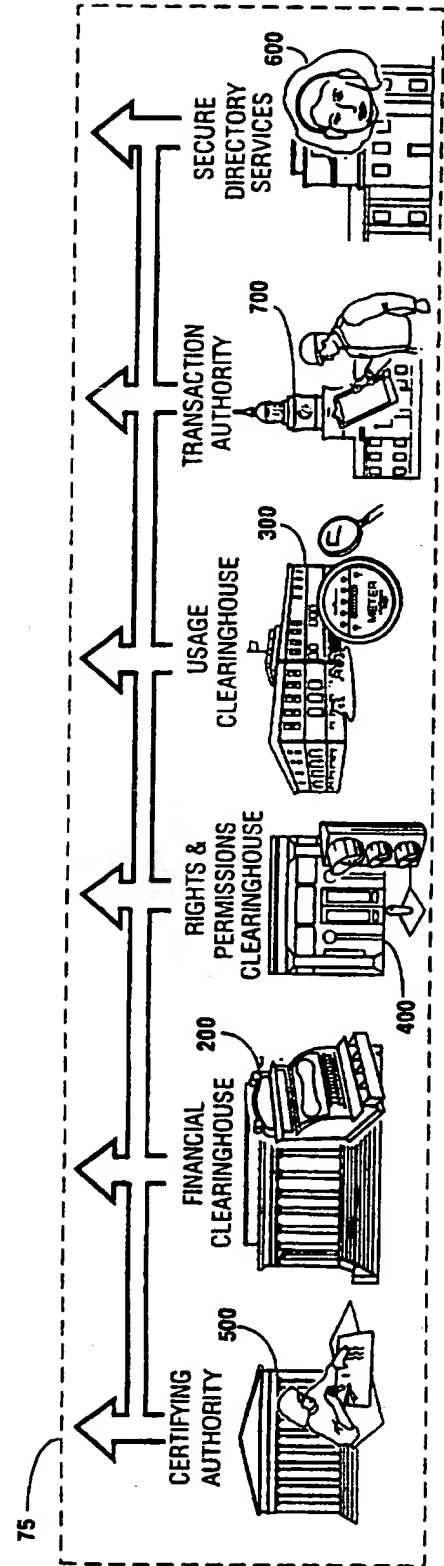 75
CERTIFYING
AUTHORITY
500
FINANCIAL
CLEARINGHOUSE
200
RIGHTS &
PERMISSIONS
CLEARINGHOUSE
400
USAGE
CLEARINGHOUSE
300
METER
TRANSACTION
AUTHORITY
700
SECURE
DIRECTORY
SERVICES
600